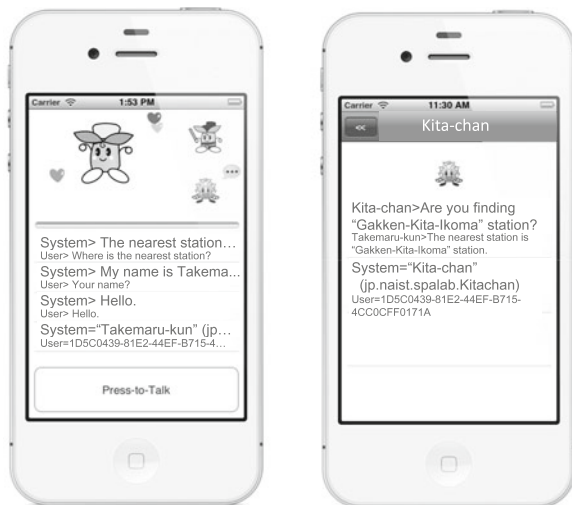 Carrier 1:53 PM
System> The nearest station…
User> Where is the nearest station?
System> My name is Takema...
User> Your name?
System> Hello.
User> Hello.
System="Takemaru-kun" (jp…
User=1D5C0439-81E2-44EF-B715-4…
Press-to-Talk
Carrier 11:30 AM
<< Kita-chan
Kita-chan>Are you finding
“Gakken-Kita-Ikoma” station?
Takemaru-kun>The nearest station is
“Gakken-Kita-Ikoma” station.
System=“Kita-chan”
(jp.naist.spalab.Kitachan)
User=1D5C0439-81E2-44EF-B715-
4CC0CFF0171A